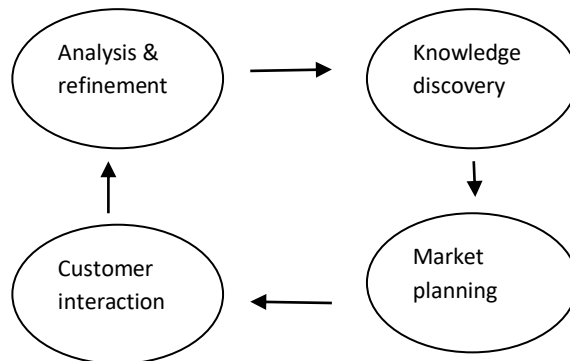 Analysis &
refinement
Knowledge
discovery
Customer
interaction
Market
planning